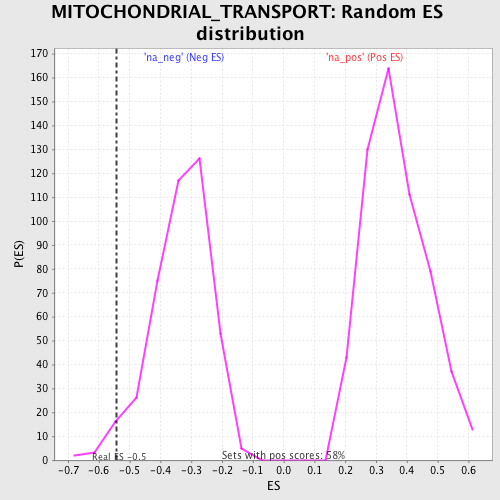 MITOCHONDRIAL_TRANSPORT: Random ES
distribution
'na_neg' (Neg ES)
'na_pos' (Pos ES)
P(ES)
170
160
150
140
130
120
110
100
90
80
70
60
50
40
30
20
10
0
Real ES -0.5
Sets with pos scores: 58%
-0.7 -0.6 -0.5 -0.4 -0.3 -0.2 -0.1 0.0 0.1 0.2 0.3 0.4 0.5 0.6
ES